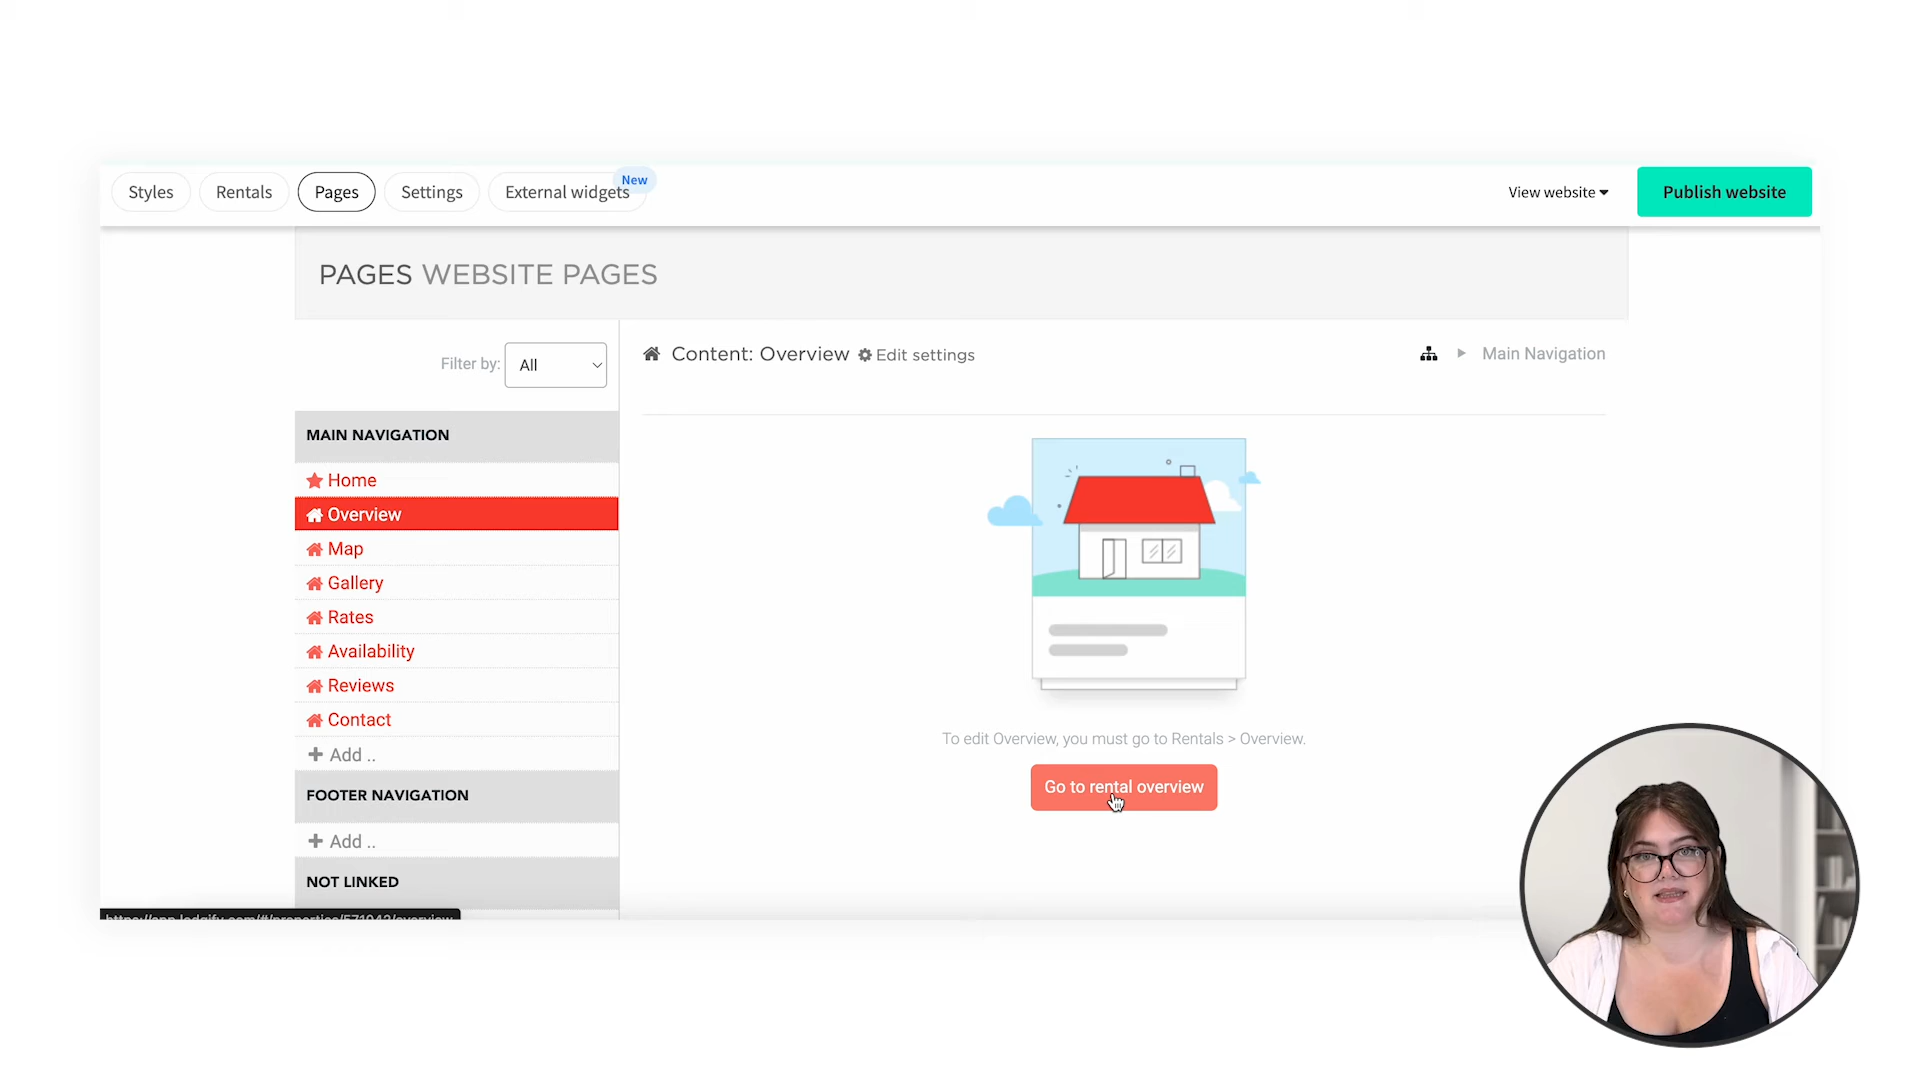 Styles
Rentals
Pages
Settings
External widgets
New
View website
Publish website
PAGES WEBSITE PAGES
Filter by:
All
Content: Overview
Edit settings
Main Navigation
MAIN NAVIGATION
Home
Overview
Map
Gallery
Rates
Availability
Reviews
Contact
Add ..
FOOTER NAVIGATION
Add ..
NOT LINKED
To edit Overview, you must go to Rentals > Overview.
Go to rental overview